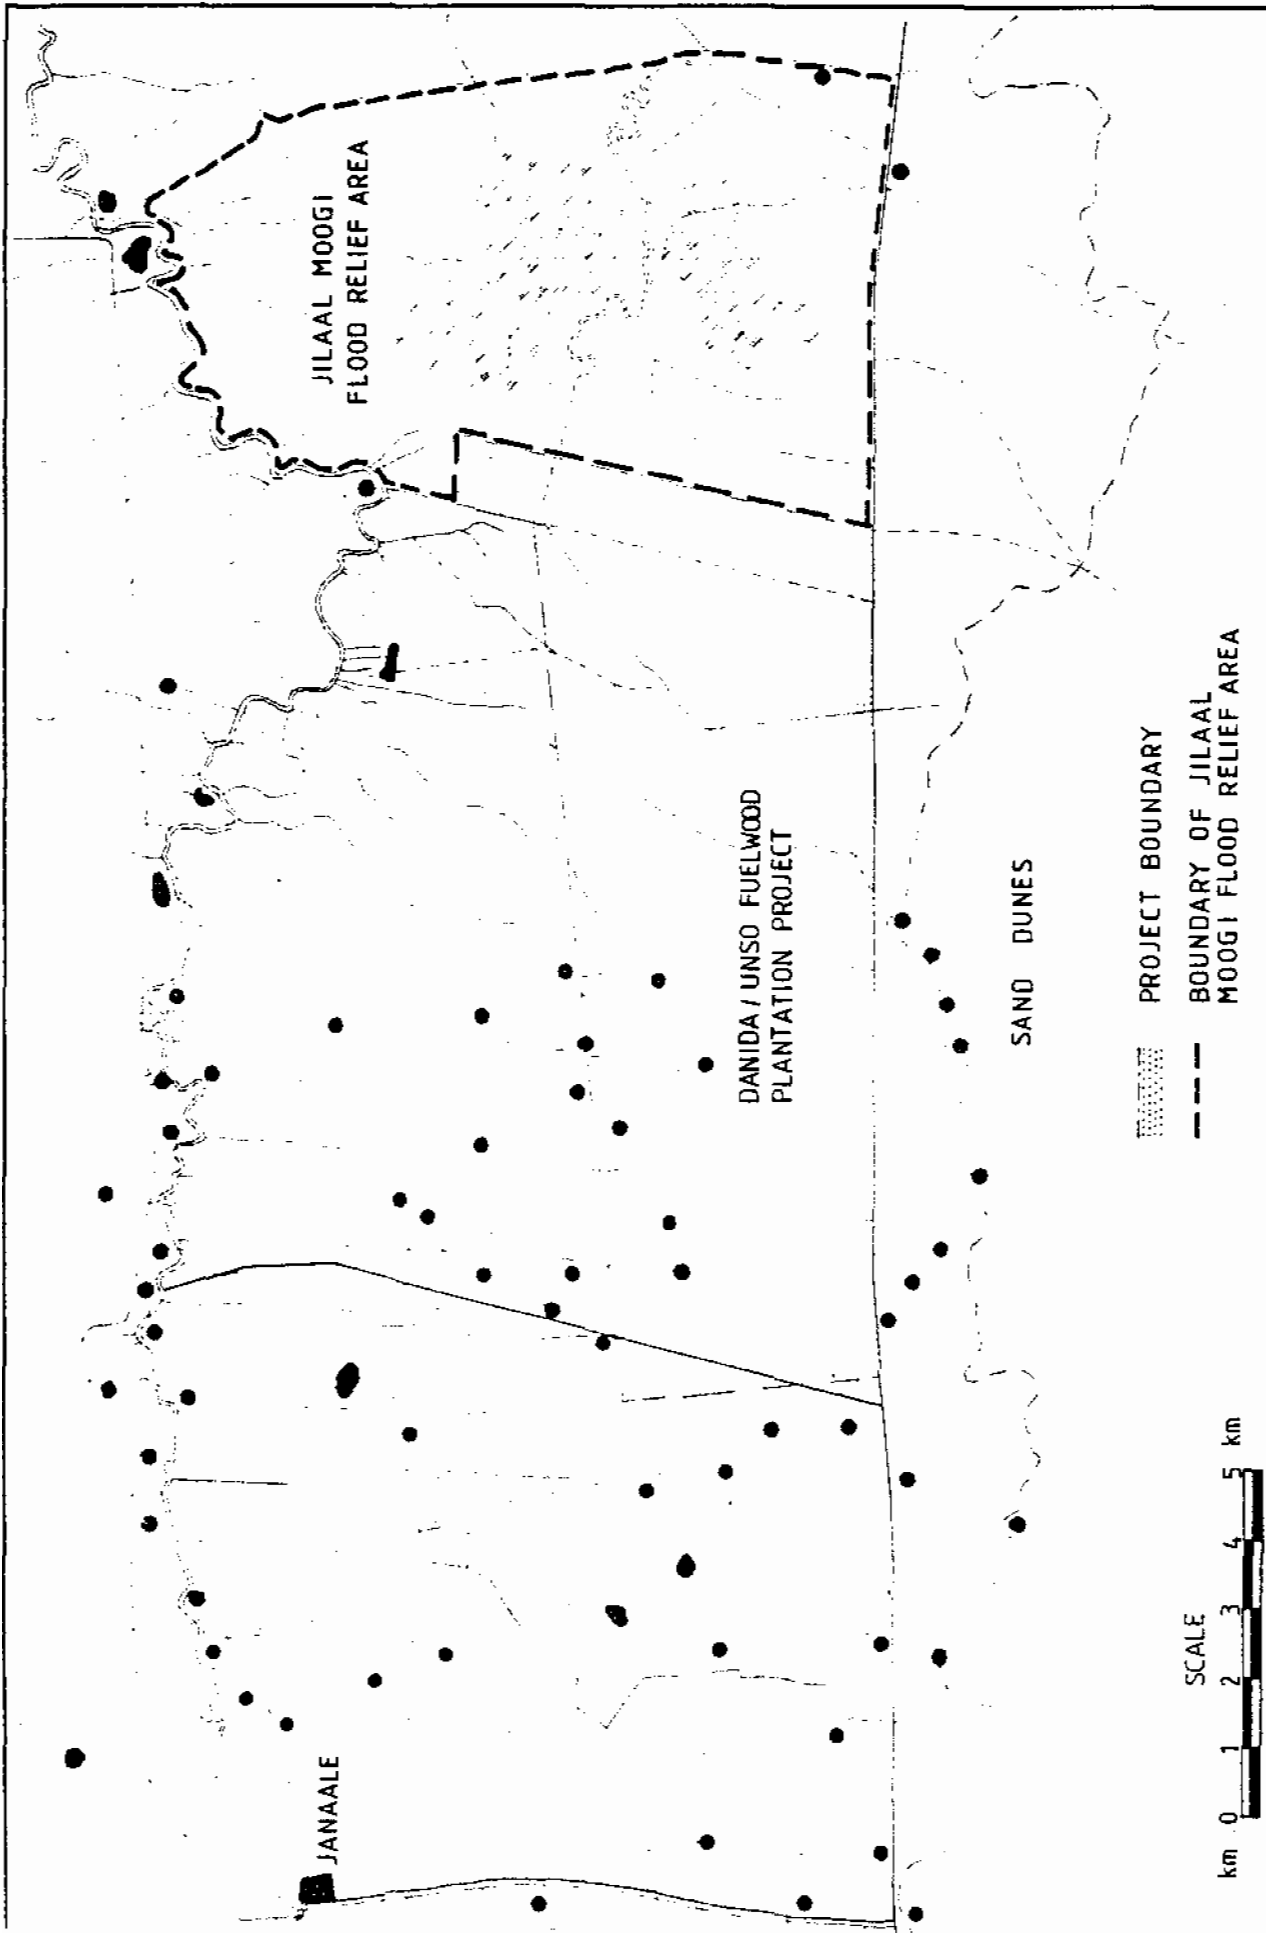 JILAAL MOOGI
FLOOD RELIEF AREA
DANIDA / UNSO FUELWOOD
PLANTATION PROJECT
SAND DUNES
JANAALE
PROJECT BOUNDARY
BOUNDARY OF JILAAL
MOOGI FLOOD RELIEF AREA
SCALE
km 0 1 2 3 4 5 km